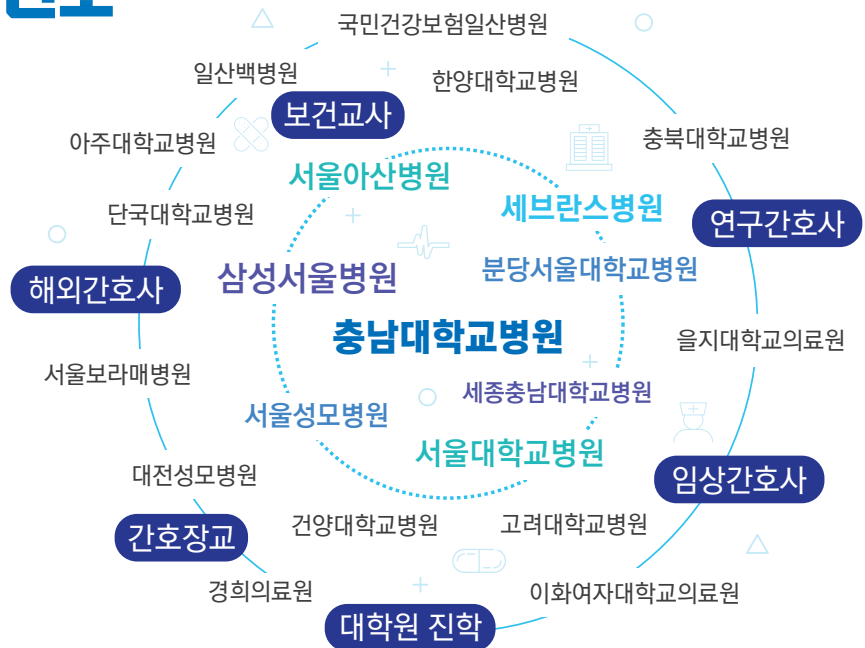 국민건강보험일산병원
일산백병원
한양대학교병원
보건교사
아주대학교병원
충북대학교병원
서울아산병원
세브란스병원
단국대학교병원
연구간호사
삼성서울병원
분당서울대학교병원
해외간호사
충남대학교병원
을지대학교의료원
서울보라매병원
세종충남대학교병원
서울성모병원
서울대학교병원
대전성모병원
임상간호사
건양대학교병원
고려대학교병원
간호장교
경희의료원
이화여자대학교의료원
대학원 진학